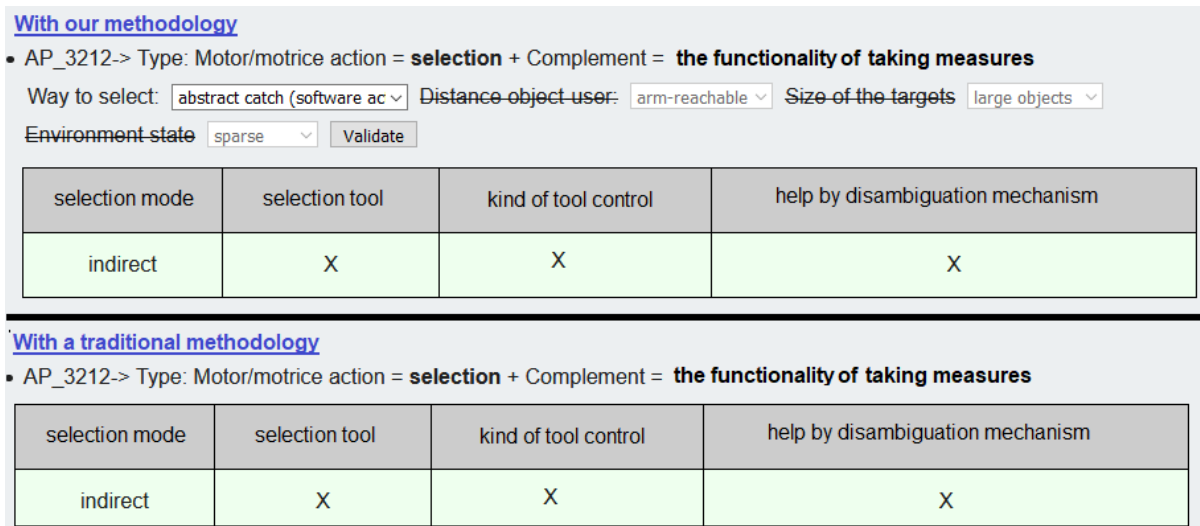 With our methodology
• AP_3212-> Type: Motor/motrice action = selection + Complement = the functionality of taking measures
Way to select: abstract catch (software ac Distance object user: arm-reachable Size of the targets large objects
Environment state sparse Validate
selection mode selection tool kind of tool control help by disambiguation mechanism
indirect X X X
With a traditional methodology
• AP_3212-> Type: Motor/motrice action = selection + Complement = the functionality of taking measures
selection mode selection tool kind of tool control help by disambiguation mechanism
indirect X X X